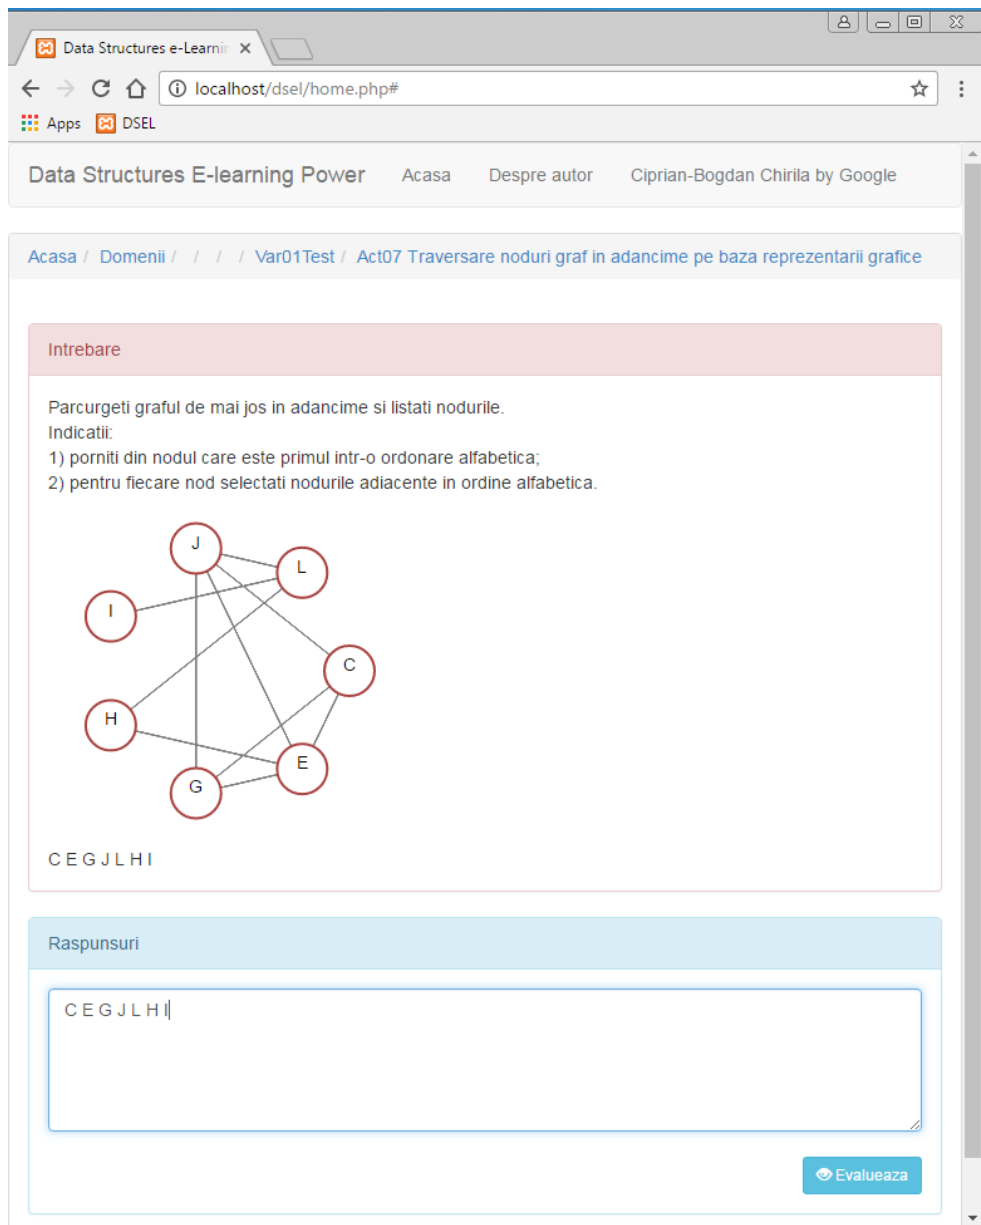 Data Structures e-Learnin
localhost/dsel/home.php#
Apps DSEL
Data Structures E-learning Power Acasa Despre autor Ciprian-Bogdan Chirila by Google
Acasa / Domenii / / / / Var01Test / Act07 Traversare noduri graf in adancime pe baza reprezentarii grafice
Intrebare
Parcurgeti graful de mai jos in adancime si listati nodurile.
Indicatii:
1) porniti din nodul care este primul intr-o ordonare alfabetica;
2) pentru fiecare nod selectati nodurile adiacente in ordine alfabetica.
J
L
I
C
H
E
G
C E G J L H I
Raspunsuri
C E G J L H I
Evalueaza